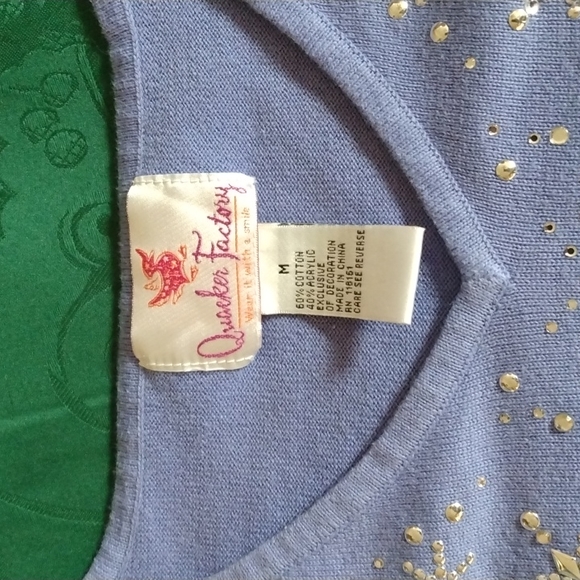 Quacker Factory
Wear it with a smile
M
60% COTTON
40% ACRYLIC
EXCLUSIVE
OF DECORATION
MADE IN CHINA
RN 118161
CARE SEE REVERSE